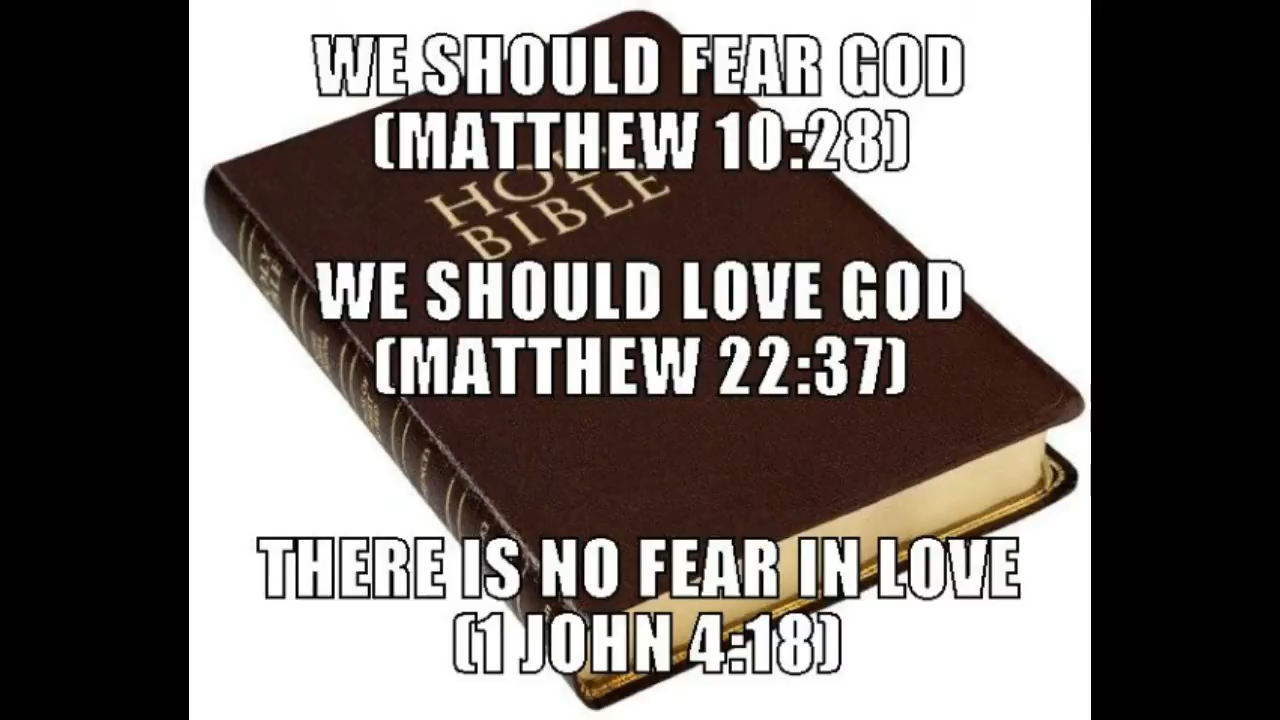 WE SHOULD FEAR GOD
(MATTHEW 10:28)
HOLY
BIBLE
WE SHOULD LOVE GOD
(MATTHEW 22:37)
THERE IS NO FEAR IN LOVE
(1 JOHN 4:18)